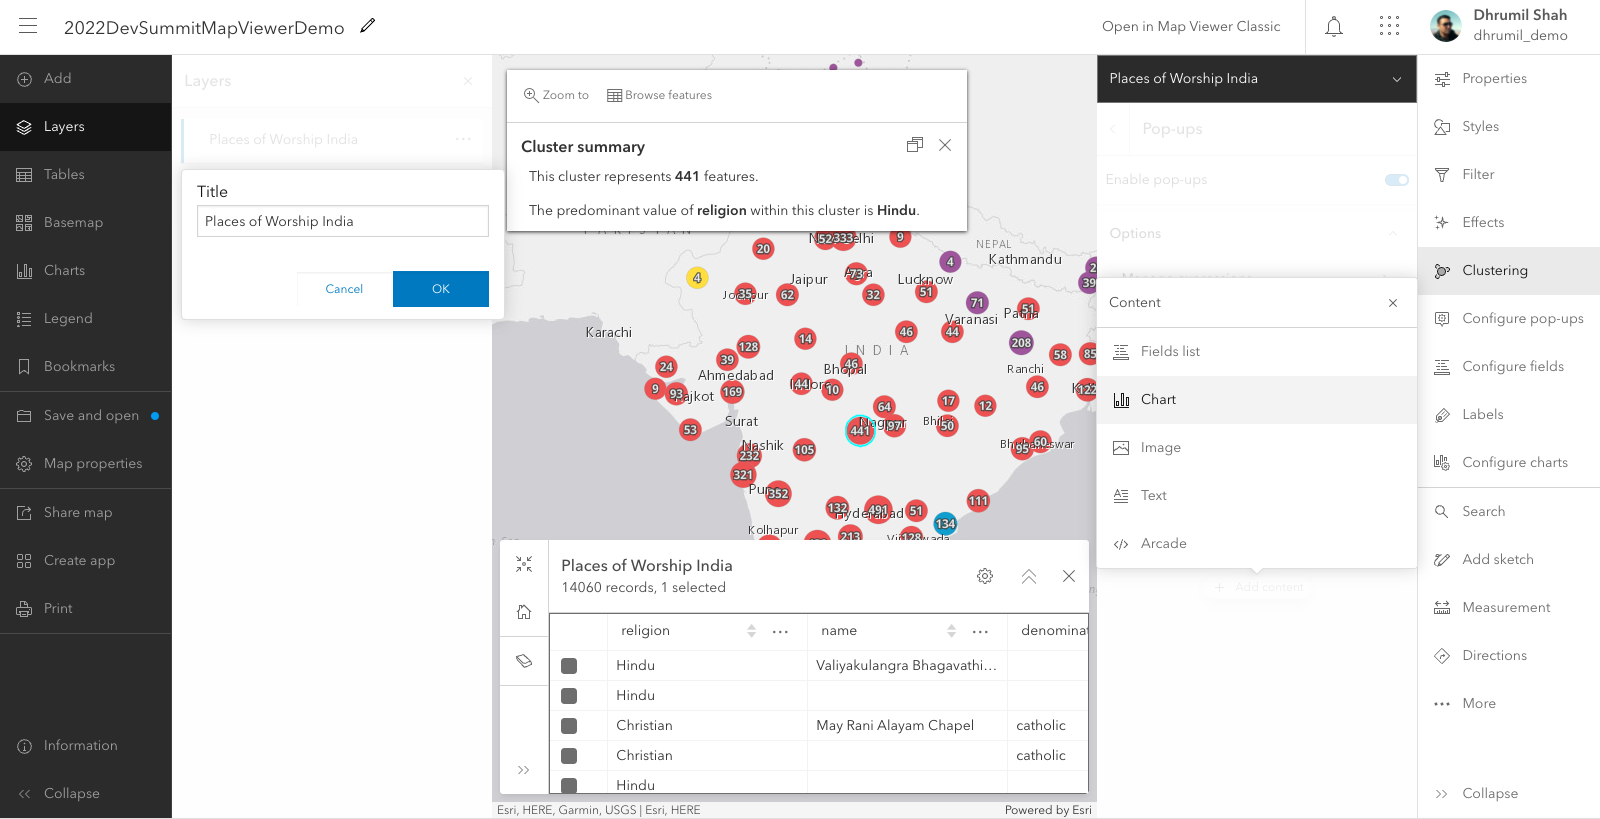 2022DevSummitMapViewerDemo
Open in Map Viewer Classic
Dhrumil Shah
dhrumil_demo
Add
Layers
Tables
Basemap
Charts
Legend
Bookmarks
Save and open
Map properties
Share map
Create app
Print
Information
Collapse
Layers
Places of Worship India
Title
Places of Worship India
Cancel
OK
Zoom to
Browse features
Cluster summary
This cluster represents 441 features.
The predominant value of religion within this cluster is Hindu.
PAKISTAN
20
52
333
9
NEPAL
Kathmandu
4
2
4
Jaipur
Agra
73
Lucknow
39
35
62
32
51
71
51
Varanasi
Patna
Karachi
128
14
46
44
208
INDIA
58
85
24
39
46
Bhopal
Ranchi
Ahmedabad
44
10
46
122
9
93
Rajkot
169
64
17
12
Surat
441
Nagpur
97
Bhilai
50
53
Nashik
232
105
Bhubaneswar
95
60
321
Pune
352
132
491
Hyderabad
51
111
134
Kolhapur
213
128
Vijayawada
Places of Worship India
14060 records, 1 selected
religion
name
denominat
Hindu
Valiyakulangra Bhagavathi...
Hindu
Christian
May Rani Alayam Chapel
catholic
Christian
catholic
Hindu
Esri, HERE, Garmin, USGS | Esri, HERE
Powered by Esri
Places of Worship India
Pop-ups
Enable pop-ups
Options
Content
Fields list
Chart
Image
Text
Arcade
Add content
Properties
Styles
Filter
Effects
Clustering
Configure pop-ups
Configure fields
Labels
Configure charts
Search
Add sketch
Measurement
Directions
More
Collapse